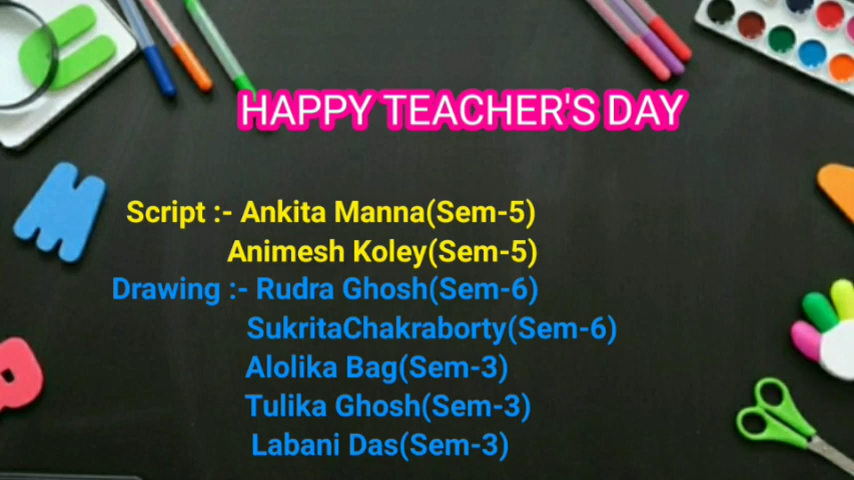 HAPPY TEACHER'S DAY
Script :- Ankita Manna(Sem-5)
Animesh Koley(Sem-5)
Drawing :- Rudra Ghosh(Sem-6)
SukritaChakraborty(Sem-6)
Alolika Bag(Sem-3)
Tulika Ghosh(Sem-3)
Labani Das(Sem-3)